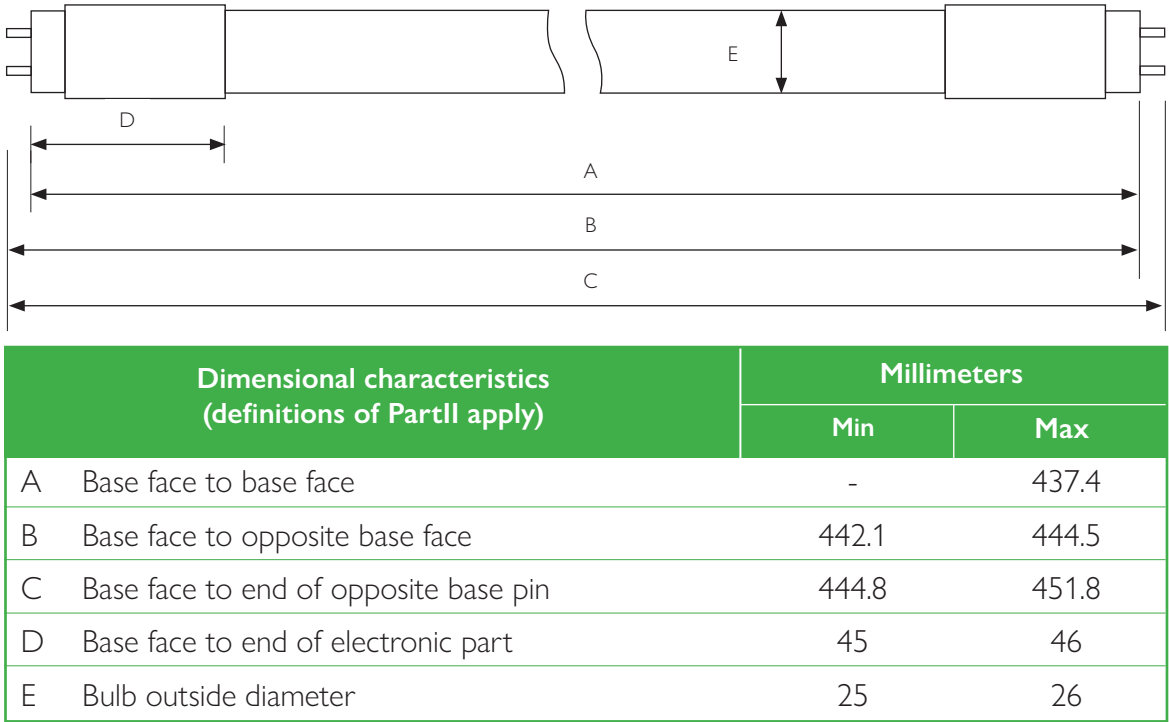 E
D
A
B
C
Dimensional characteristics
(definitions of PartII apply)
Millimeters
Min Max
A Base face to base face - 437.4
B Base face to opposite base face 442.1 444.5
C Base face to end of opposite base pin 444.8 451.8
D Base face to end of electronic part 45 46
E Bulb outside diameter 25 26